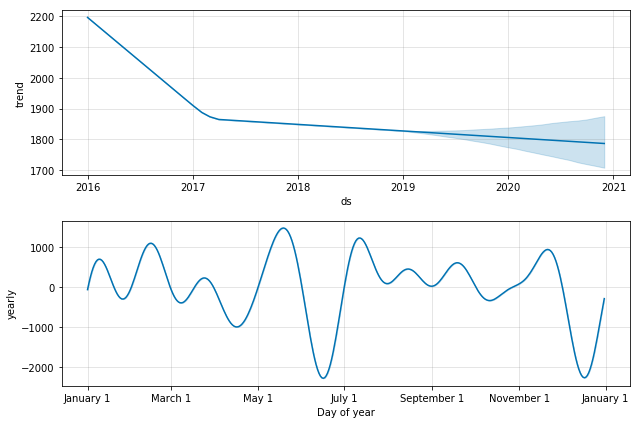 2200
2100
2000
1900
1800
1700
trend
2016 2017 2018 2019 2020 2021
ds
1000
0
−1000
−2000
yearly
January 1 March 1 May 1 July 1 September 1 November 1 January 1
Day of year